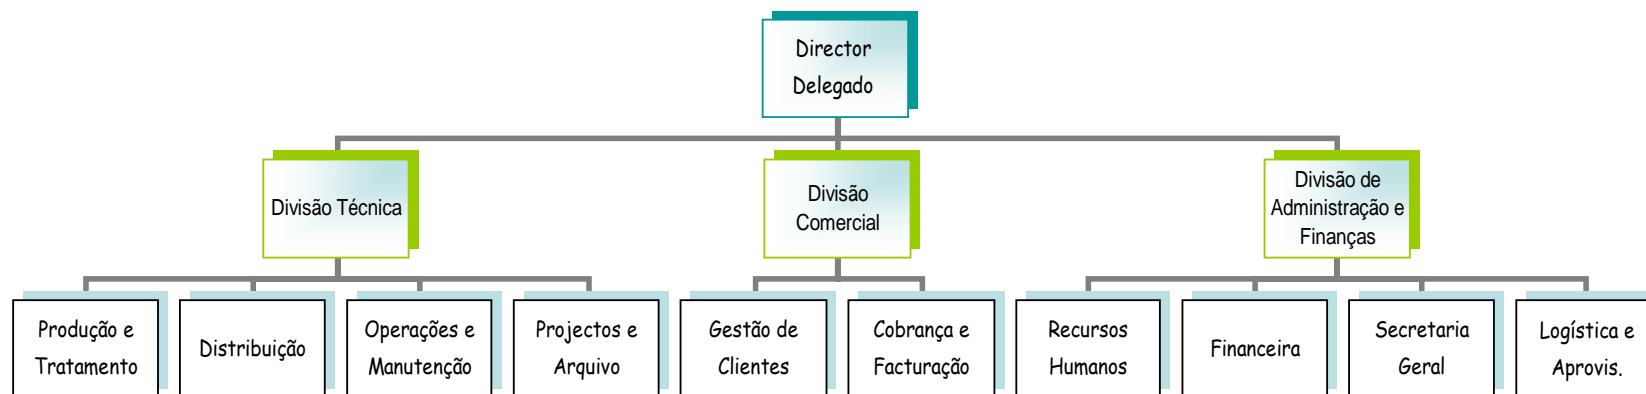 Director
Delegado
Divisão Técnica
Divisão
Comercial
Divisão de
Administração e
Finanças
Produção e
Tratamento
Distribuição
Operações e
Manutenção
Projectos e
Arquivo
Gestão de
Clientes
Cobrança e
Facturação
Recursos
Humanos
Financeira
Secretaria
Geral
Logística e
Aprovis.